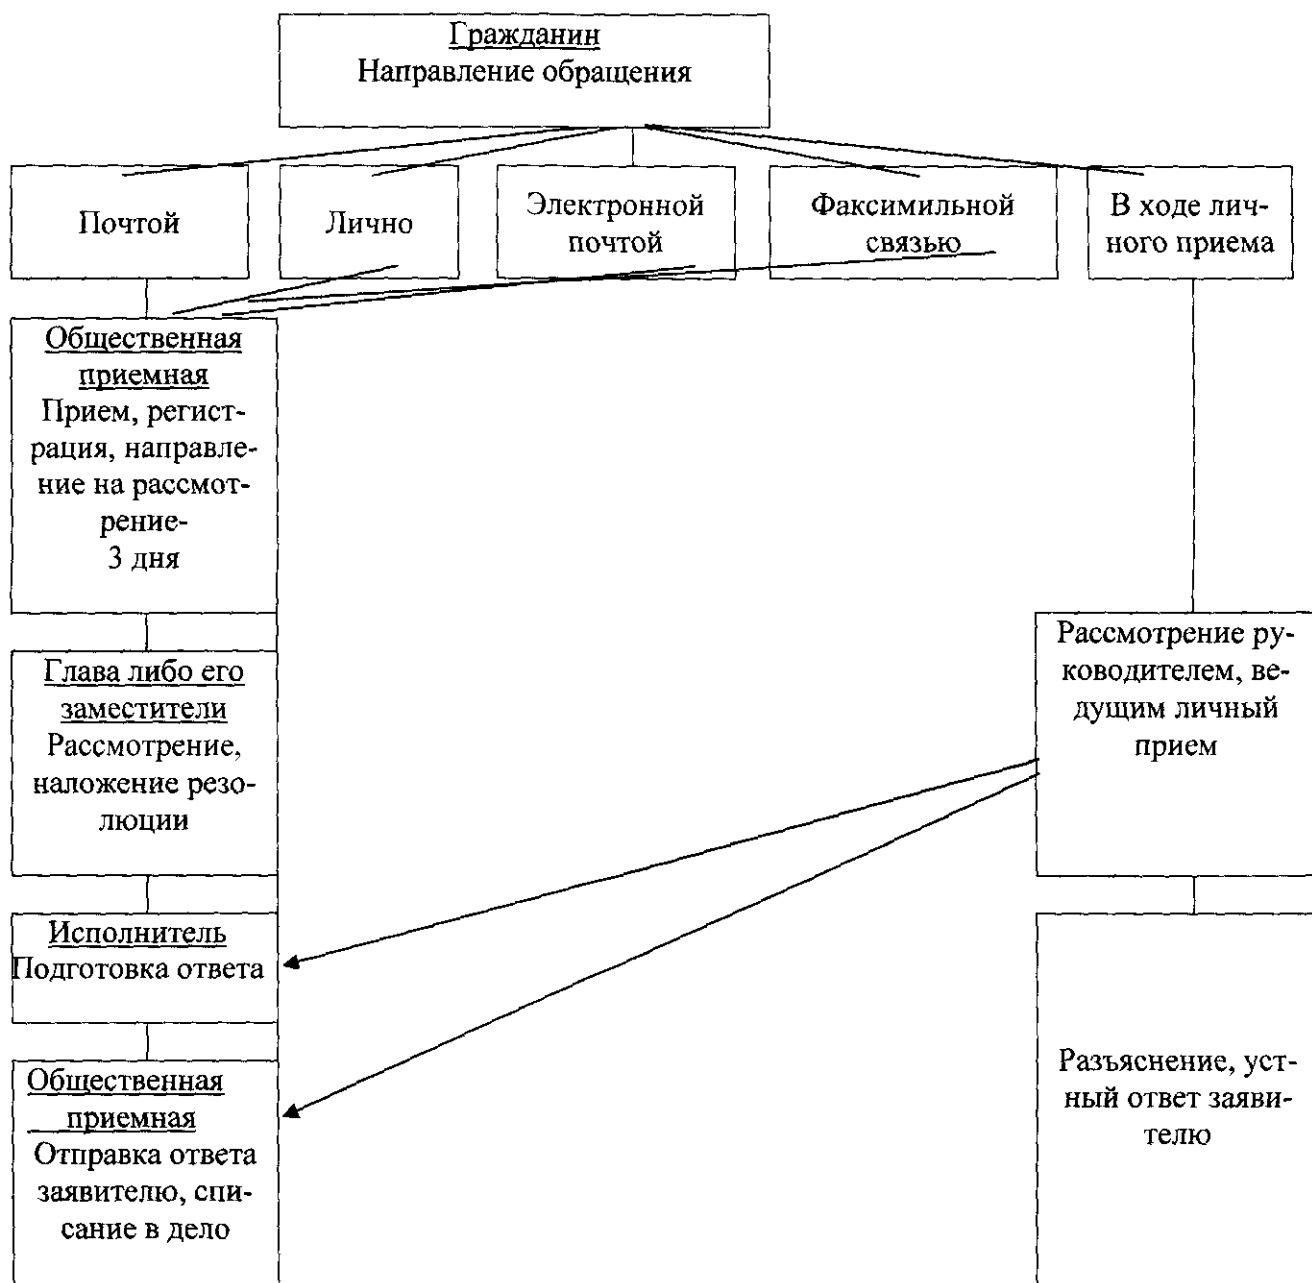 Гражданин
Направление обращения
Почтой
Лично
Электронной
почтой
Факсимильной
связью
В ходе лич-
ного приема
Общественная
приемная
Прием, регист-
рация, направле-
ние на рассмот-
рение-
3 дня
Глава либо его
заместители
Рассмотрение,
наложение резо-
люции
Исполнитель
Подготовка ответа
Общественная
приемная
Отправка ответа
заявителю, спи-
сание в дело
Рассмотрение ру-
ководителем, ве-
дущим личный
прием
Разъяснение, уст-
ный ответ заяви-
телю